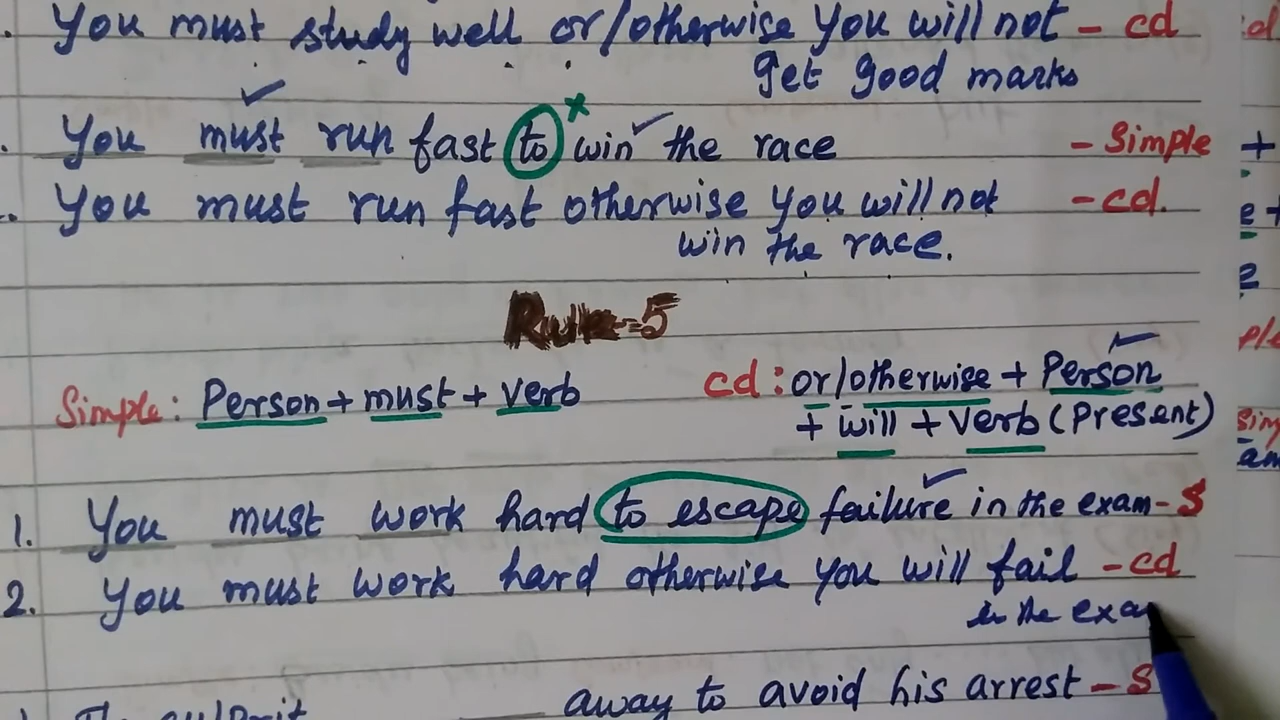 . You must study well or/otherwise you will not - cd
get good marks
. You must run fast to win the race - Simple
. You must run fast otherwise you will not - cd.
win the race.
Rule-5
Simple: Person + must + verb cd: or/otherwise + Person
+ will + verb (Present)
1. You must work hard to escape failure in the exam - S
2. You must work hard otherwise you will fail - cd
in the exa
away to avoid his arrest - S